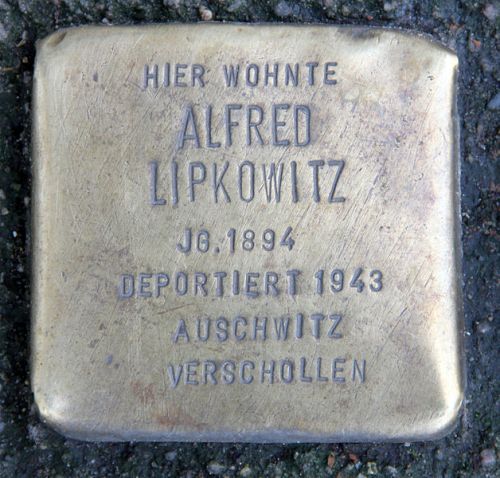 HIER WOHNTE
ALFRED
LIPKOWITZ
JG. 1894
DEPORTIERT 1943
AUSCHWITZ
VERSCHOLLEN